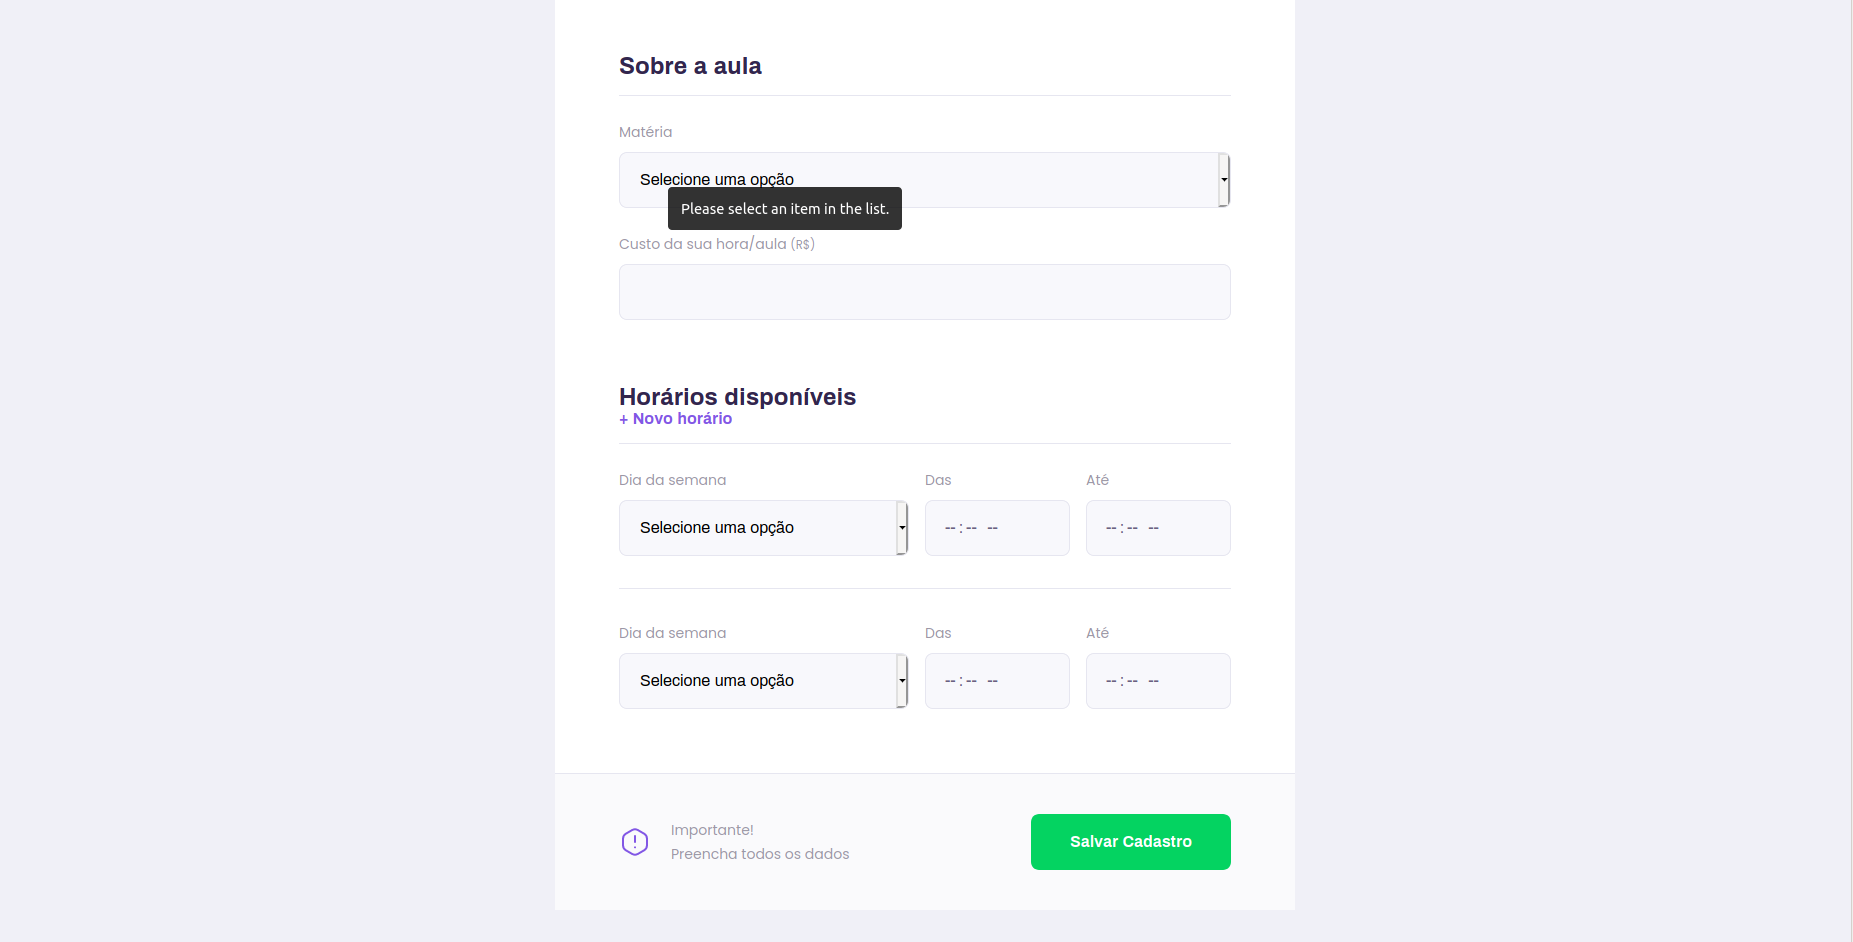 Sobre a aula
Matéria
Selecione uma opção
Please select an item in the list.
Custo da sua hora/aula (R$)
Horários disponíveis
+ Novo horário
Dia da semana Das Até
Selecione uma opção --:-- -- --:-- --
Dia da semana Das Até
Selecione uma opção --:-- -- --:-- --
Importante!
Preencha todos os dados
Salvar Cadastro